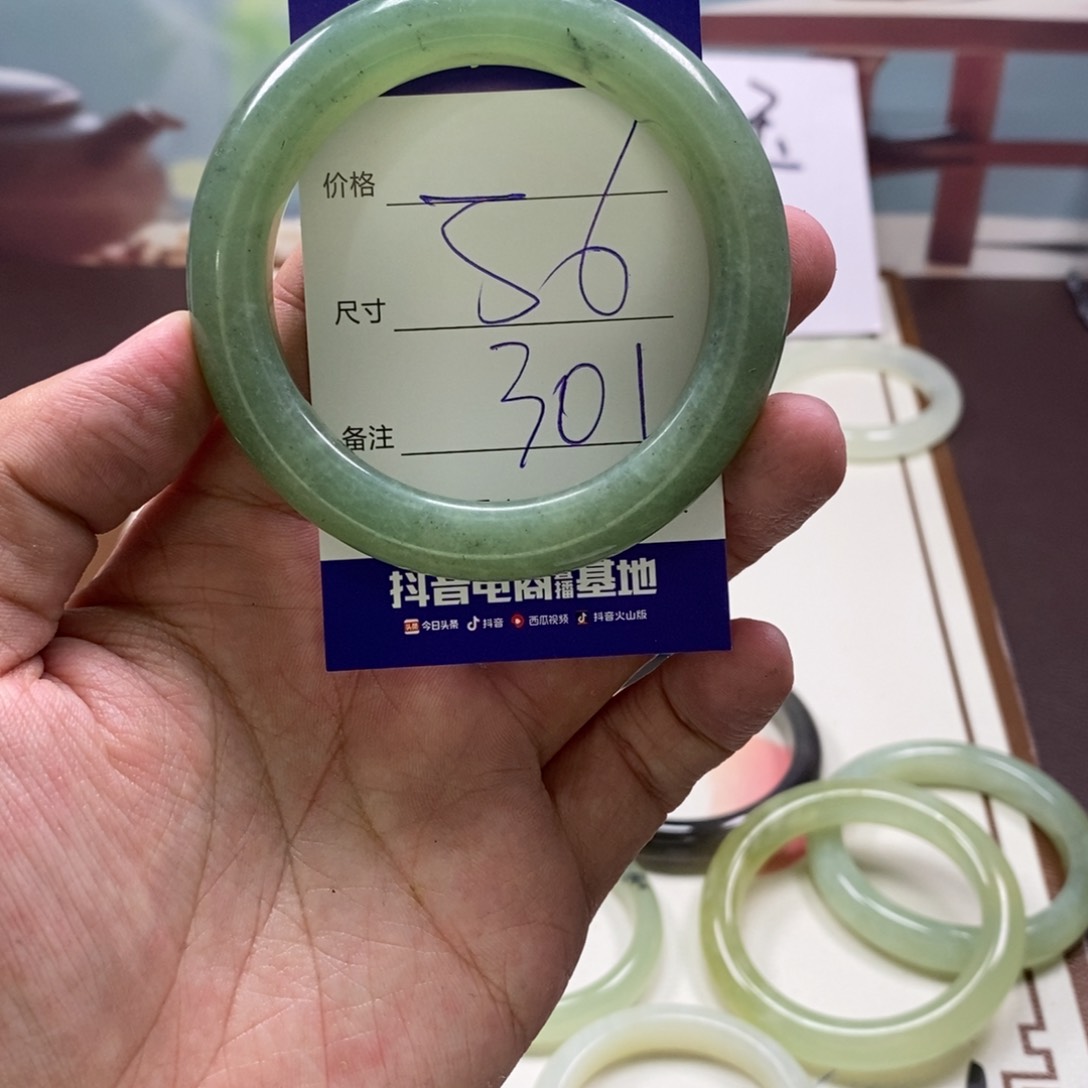 价格
尺寸 56
备注 301
抖音电商直播基地
今日头条 抖音 西瓜视频 抖音火山版